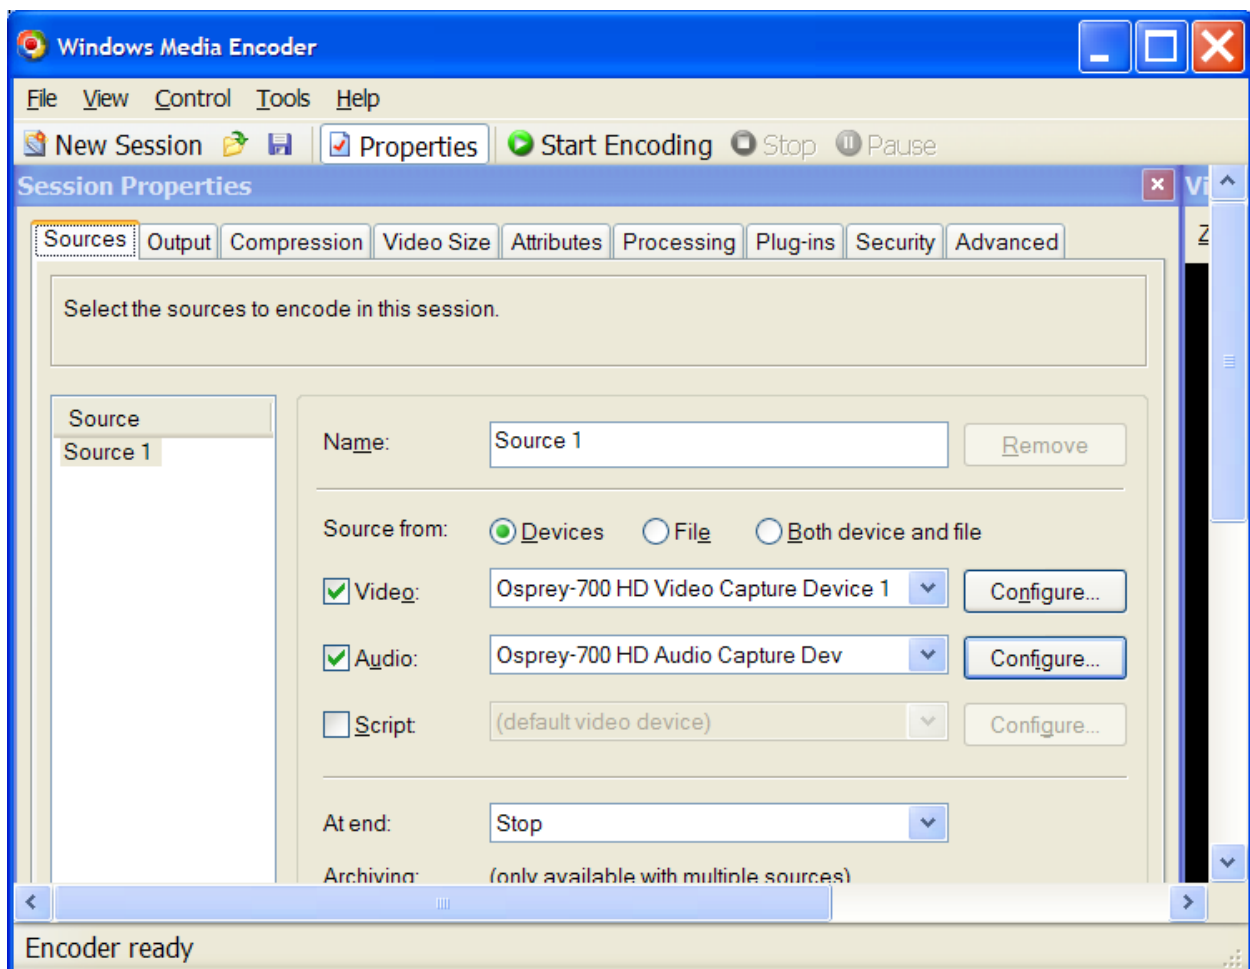 Windows Media Encoder
File View Control Tools Help
New Session Properties Start Encoding Stop Pause
Session Properties Vi
Sources Output Compression Video Size Attributes Processing Plug-ins Security Advanced Z
Select the sources to encode in this session.
Source
Source 1
Name: Source 1 Remove
Source from: Devices File Both device and file
Video: Osprey-700 HD Video Capture Device 1 Configure...
Audio: Osprey-700 HD Audio Capture Dev Configure...
Script: (default video device) Configure...
At end: Stop
Archiving: (only available with multiple sources)
Encoder ready